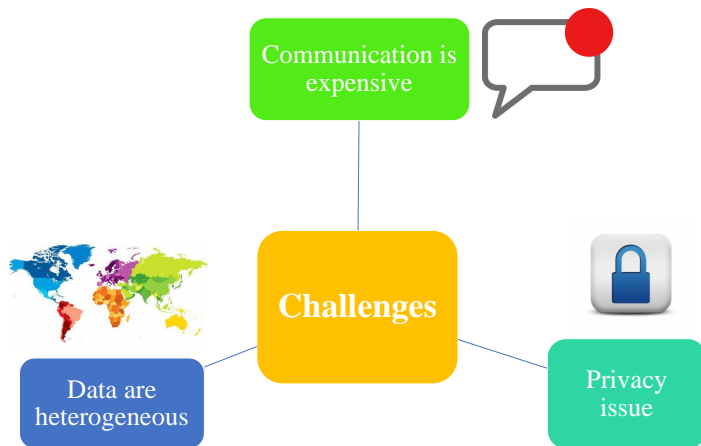 Communication is
expensive
Challenges
Data are
heterogeneous
Privacy
issue